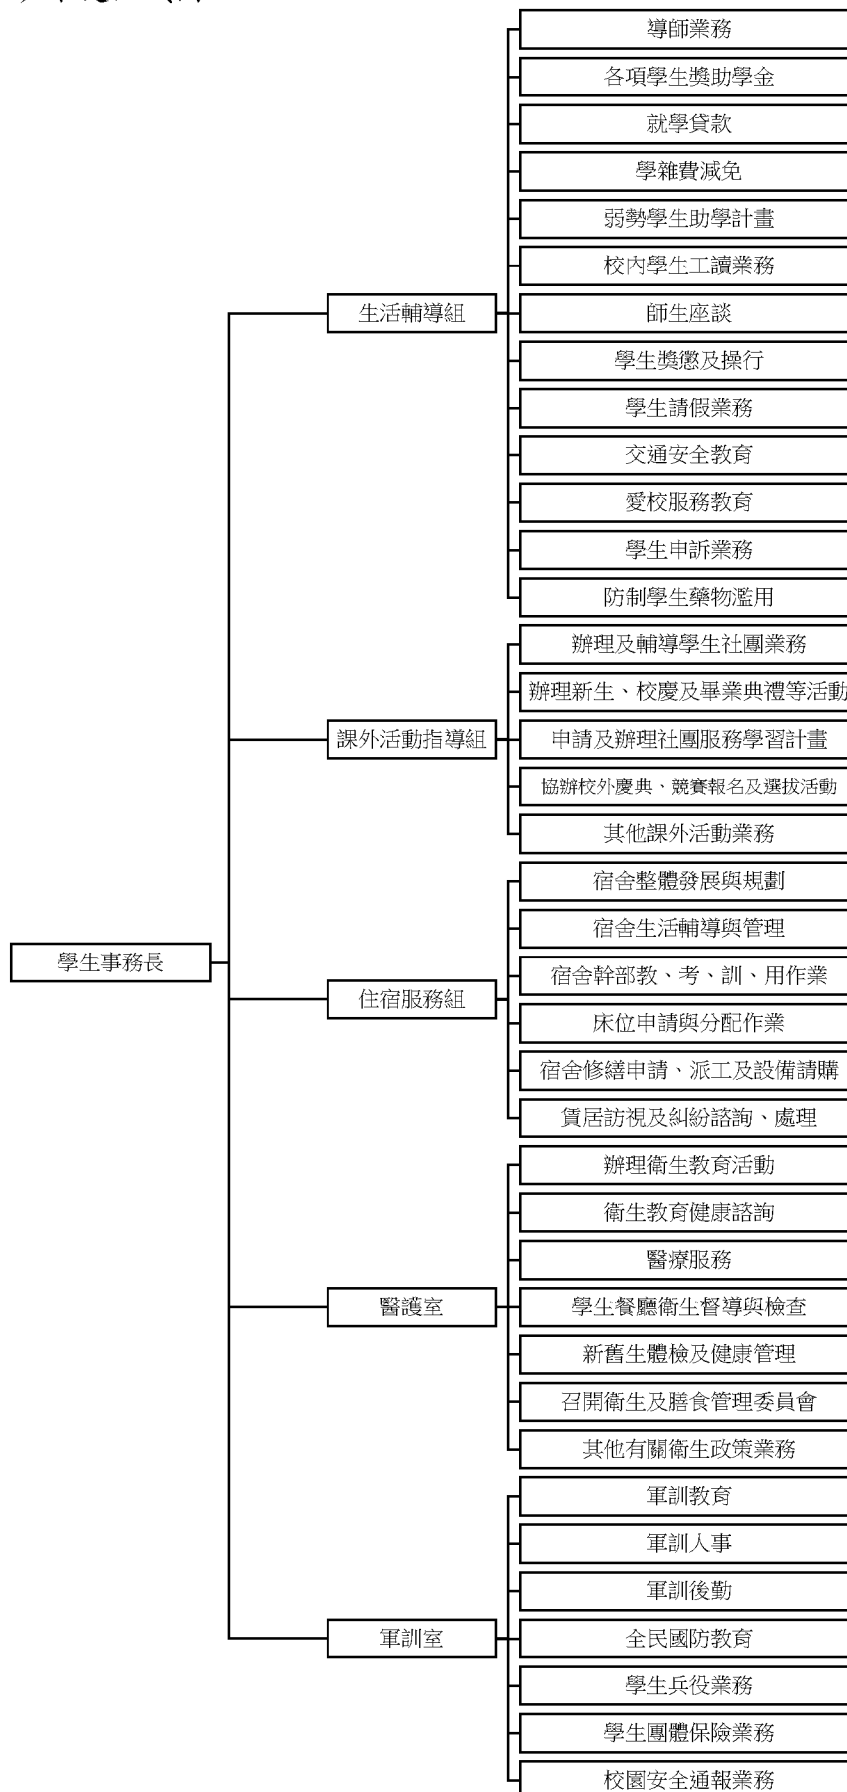 學生事務長
生活輔導組
導師業務
各項學生獎助學金
就學貸款
學雜費減免
弱勢學生助學計畫
校內學生工讀業務
師生座談
學生獎懲及操行
學生請假業務
交通安全教育
愛校服務教育
學生申訴業務
防制學生藥物濫用
課外活動指導組
辦理及輔導學生社團業務
辦理新生、校慶及畢業典禮等活動
申請及辦理社團服務學習計畫
協辦校外慶典、競賽報名及選拔活動
其他課外活動業務
住宿服務組
宿舍整體發展與規劃
宿舍生活輔導與管理
宿舍幹部教、考、訓、用作業
床位申請與分配作業
宿舍修繕申請、派工及設備請購
賃居訪視及糾紛諮詢、處理
醫護室
辦理衛生教育活動
衛生教育健康諮詢
醫療服務
學生餐廳衛生督導與檢查
新舊生體檢及健康管理
召開衛生及膳食管理委員會
其他有關衛生政策業務
軍訓室
軍訓教育
軍訓人事
軍訓後勤
全民國防教育
學生兵役業務
學生團體保險業務
校園安全通報業務